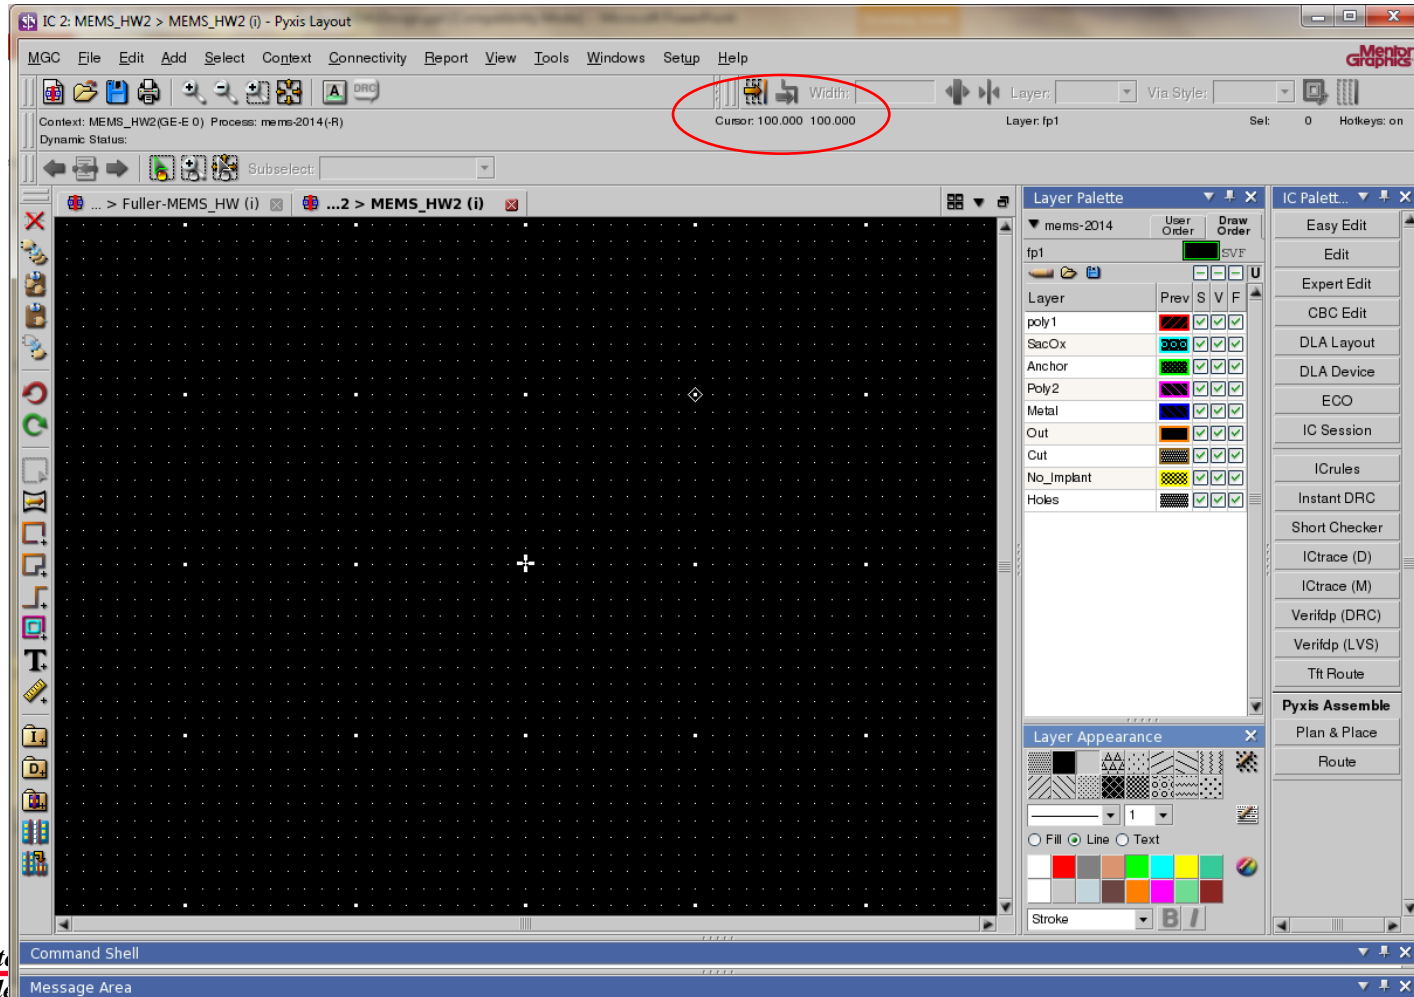 IC 2: MEMS_HW2 > MEMS_HW2 (i) - Pyxis Layout
MGC File Edit Add Select Context Connectivity Report View Tools Windows Setup Help
Mentor
Graphics
A DRC Width: Layer: Via Style:
Context: MEMS_HW2(GE-E 0) Process: mems-2014(-R) Cursor: 100.000 100.000 Layer: fp1 Sel: 0 Hotkeys: on
Dynamic Status:
Subselect:
... > Fuller-MEMS_HW (i) ...2 > MEMS_HW2 (i)
Layer Palette
mems-2014 User Order Draw Order
fp1 SVF
U
Layer Prev S V F
poly1
SacOx
Anchor
Poly2
Metal
Out
Cut
No_Implant
Holes
Layer Appearance
1
Fill Line Text
Stroke B I
IC Palett...
Easy Edit
Edit
Expert Edit
CBC Edit
DLA Layout
DLA Device
ECO
IC Session
ICrules
Instant DRC
Short Checker
ICtrace (D)
ICtrace (M)
Verifdp (DRC)
Verifdp (LVS)
Tft Route
Pyxis Assemble
Plan & Place
Route
T
I
D
Command Shell
Message Area